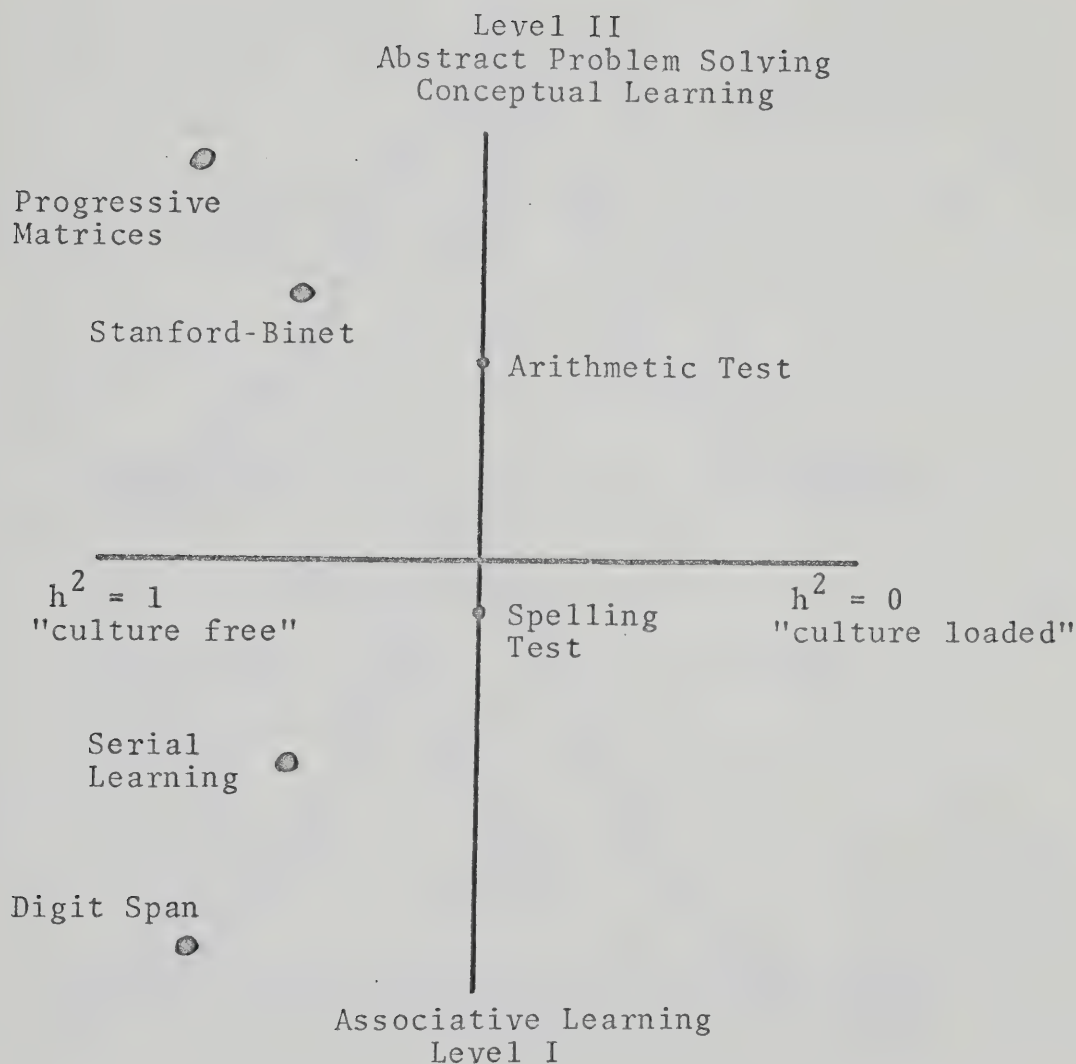 Level II
Abstract Problem Solving
Conceptual Learning
Progressive
Matrices
Stanford-Binet
Arithmetic Test
h² = 1
"culture free"
Spelling
Test
h² = 0
"culture loaded"
Serial
Learning
Digit Span
Associative Learning
Level I